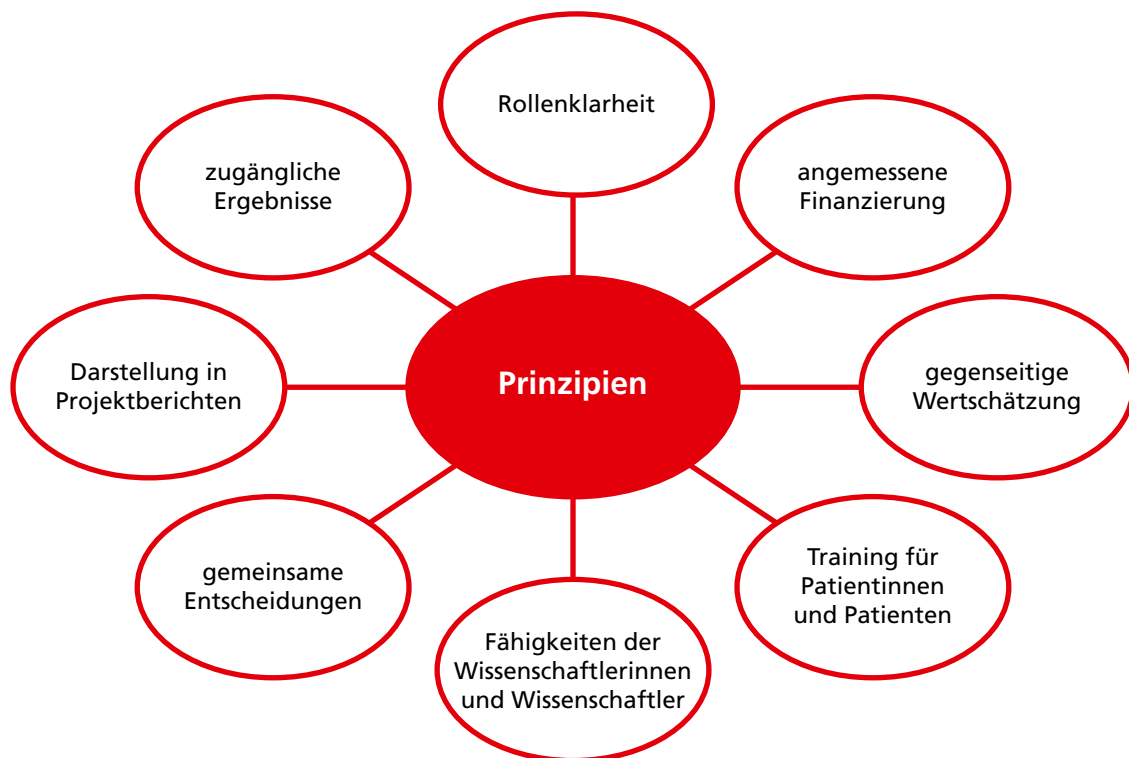 Rollenklarheit
zugängliche
Ergebnisse
angemessene
Finanzierung
Darstellung in
Projektberichten
Prinzipien
gegenseitige
Wertschätzung
gemeinsame
Entscheidungen
Training für
Patientinnen
und Patienten
Fähigkeiten der
Wissenschaftlerinnen
und Wissenschaftler